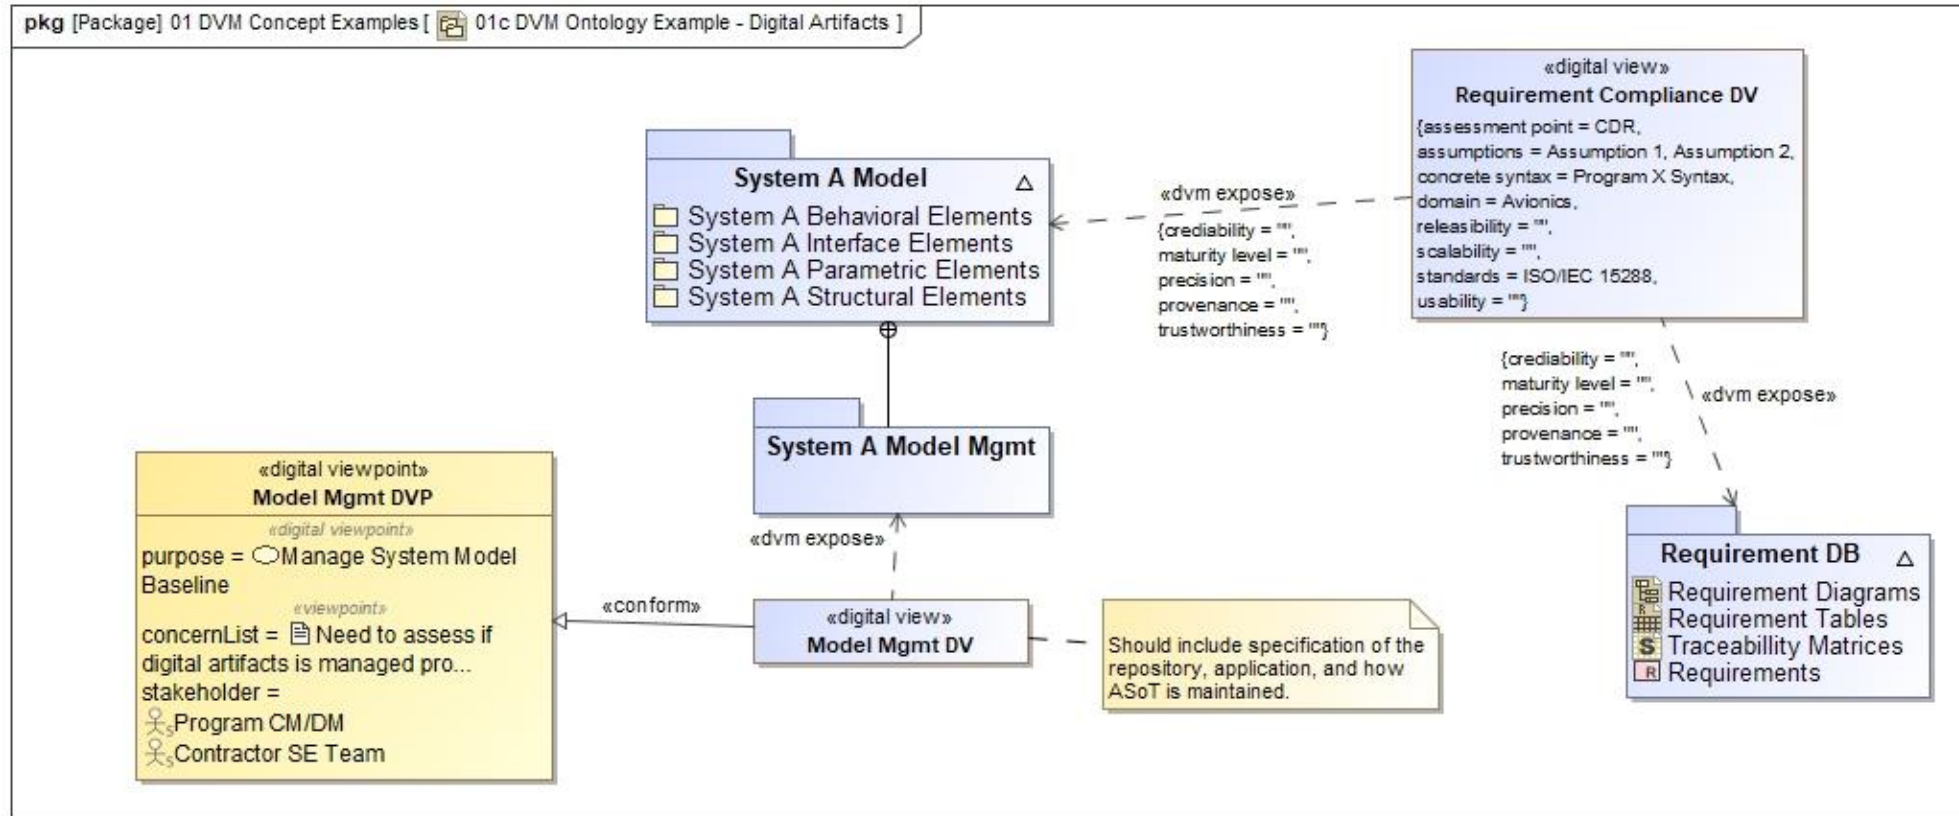 pkg [Package] 01 DVM Concept Examples [ 01c DVM Ontology Example - Digital Artifacts ]
«digital view»
Requirement Compliance DV
{assessment point = CDR,
assumptions = Assumption 1, Assumption 2,
concrete syntax = Program X Syntax,
domain = Avionics,
releasibility = "",
scalability = "",
standards = ISO/IEC 15288,
usability = ""}
System A Model
System A Behavioral Elements
System A Interface Elements
System A Parametric Elements
System A Structural Elements
«dvm expose»
{crediability = "",
maturity level = "",
precision = "",
provenance = "",
trustworthiness = ""}
{crediability = "",
maturity level = "",
precision = "",
provenance = "",
trustworthiness = ""}
«dvm expose»
System A Model Mgmt
«dvm expose»
«digital viewpoint»
Model Mgmt DVP
«digital viewpoint»
purpose = Manage System Model
Baseline
«viewpoint»
concernList = Need to assess if
digital artifacts is managed pro...
stakeholder =
Program CM/DM
Contractor SE Team
«conform»
«digital view»
Model Mgmt DV
Should include specification of the
repository, application, and how
ASoT is maintained.
Requirement DB
Requirement Diagrams
Requirement Tables
Traceabillity Matrices
Requirements